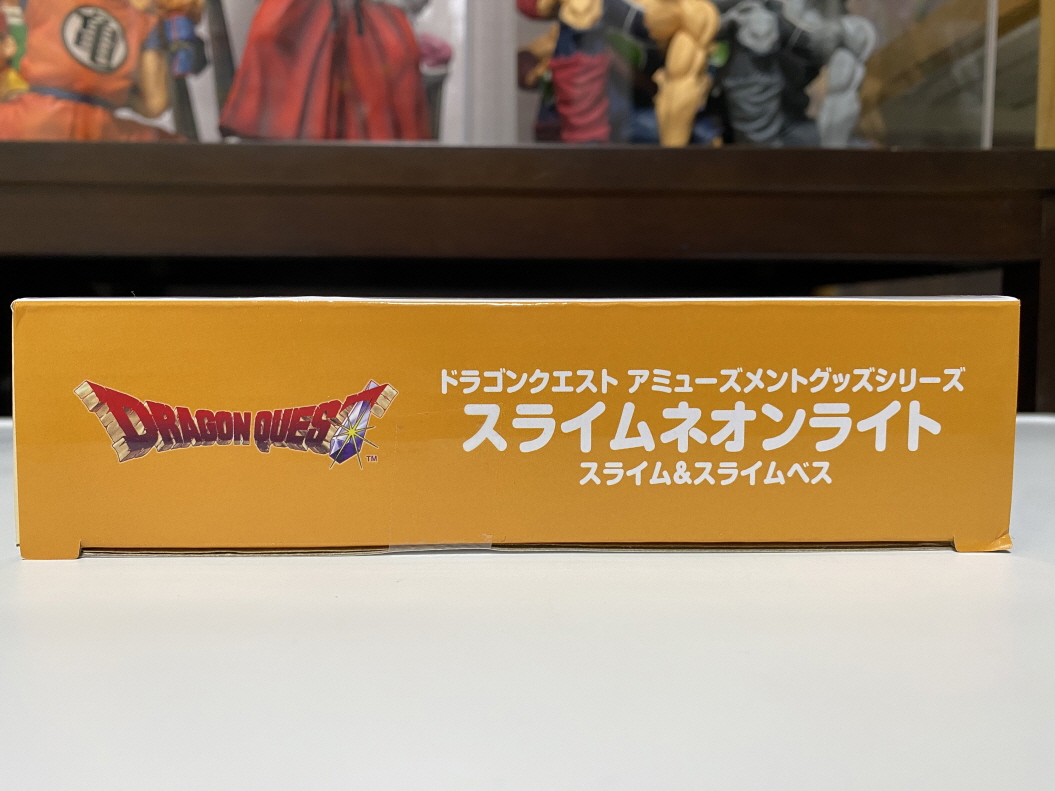 DRAGON QUEST
TM
ドラゴンクエスト アミューズメントグッズシリーズ
スライムネオンライト
スライム&スライムベス